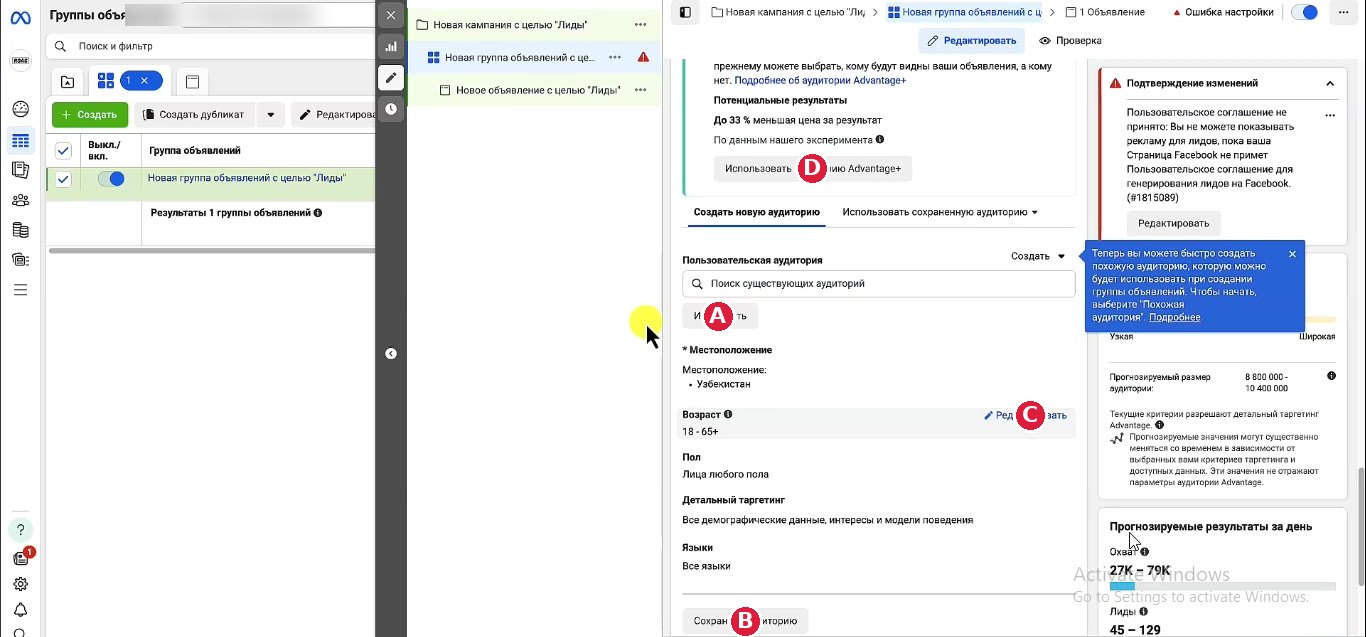 Группы объя
Поиск и фильтр
1
Создать
Создать дубликат
Редактирова
Выкл./
вкл.
Группа объявлений
Новая группа объявлений с целью "Лиды"
Результаты 1 группы объявлений
?
1
Новая кампания с целью "Лиды"
Новая группа объявлений с це...
Новое объявление с целью "Лиды"
Новая кампания с целью "Ли
Новая группа объявлений с ц
1 Объявление
Ошибка настройки
Редактировать
Проверка
прежнему можете выбрать, кому будут видны ваши объявления, а кому
нет. Подробнее об аудитории Advantage+
Потенциальные результаты
До 33 % меньшая цена за результат
По данным нашего эксперимента
Использовать D нию Advantage+
Создать новую аудиторию
Использовать сохраненную аудиторию
Пользовательская аудитория
Создать
Поиск существующих аудиторий
И A ть
* Местоположение
Местоположение:
• Узбекистан
Возраст
Ред C вать
18 - 65+
Пол
Лица любого пола
Детальный таргетинг
Все демографические данные, интересы и модели поведения
Языки
Все языки
Сохран B иторию
Подтверждение изменений
Пользовательское соглашение не
принято: Вы не можете показывать
рекламу для лидов, пока ваша
Страница Facebook не примет
Пользовательское соглашение для
генерирования лидов на Facebook.
(#1815089)
Редактировать
Теперь вы можете быстро создать
похожую аудиторию, которую можно
будет использовать при создании
группы объявлений. Чтобы начать,
выберите "Похожая
аудитория". Подробнее.
Узкая
Широкая
Прогнозируемый размер
аудитории:
8 800 000 -
10 400 000
Текущие критерии разрешают детальный таргетинг
Advantage.
Прогнозируемые значения могут существенно
меняться со временем в зависимости от
выбранных вами критериев таргетинга и
доступных данных. Эти значения не отражают
параметры аудитории Advantage.
Прогнозируемые результаты за день
Охват
27K – 79K
Activate Windows
Go to Settings to activate Windows.
Лиды
45 – 129